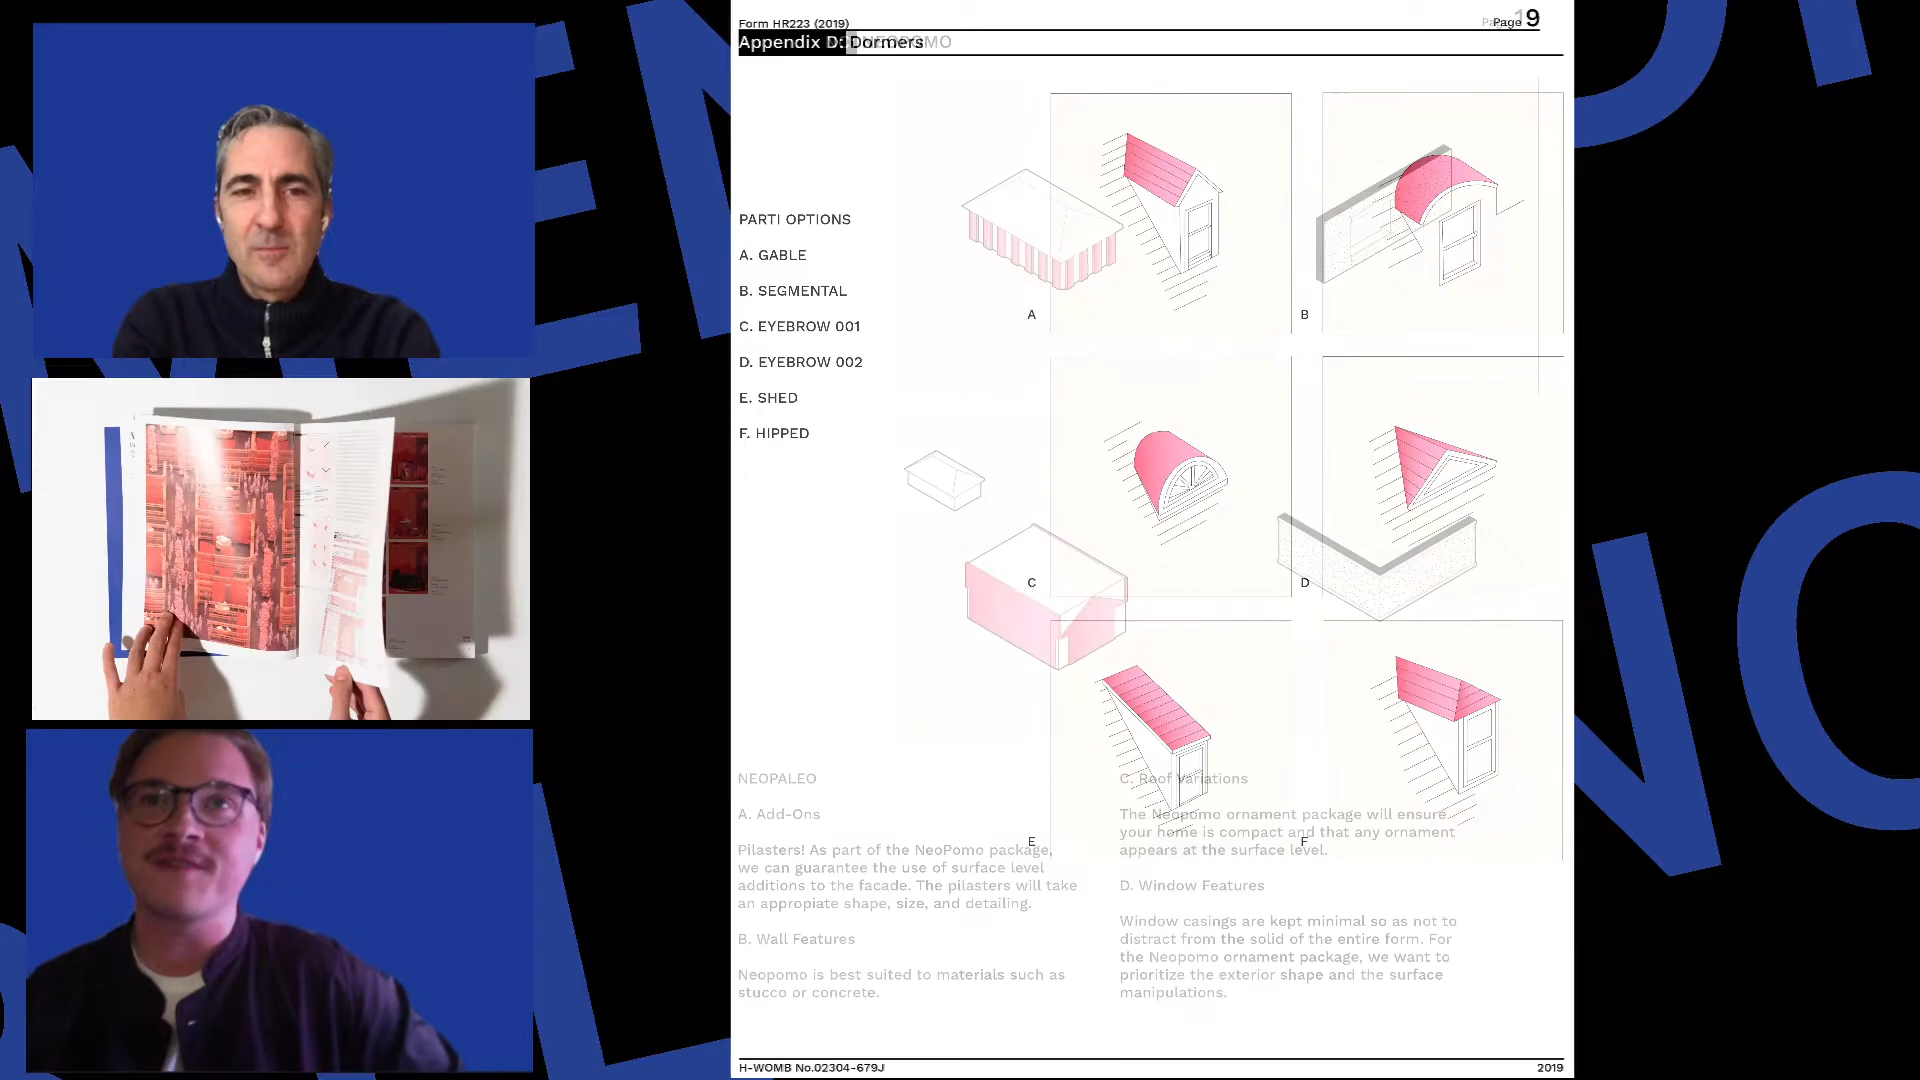 Form HR223 (2019)
Page 19
Appendix D: Dormers
NEOPOMO
PARTI OPTIONS
A. GABLE
B. SEGMENTAL
C. EYEBROW 001
D. EYEBROW 002
E. SHED
F. HIPPED
A
B
C
D
E
F
NEOPALEO
A. Add-Ons
Pilasters! As part of the NeoPomo package,
we can guarantee the use of surface level
additions to the facade. The pilasters will take
an appropiate shape, size, and detailing.
B. Wall Features
Neopomo is best suited to materials such as
stucco or concrete.
C. Roof Variations
The Neopomo ornament package will ensure
your home is compact and that any ornament
appears at the surface level.
D. Window Features
Window casings are kept minimal so as not to
distract from the solid of the entire form. For
the Neopomo ornament package, we want to
prioritize the exterior shape and the surface
manipulations.
H-WOMB No.02304-679J
2019